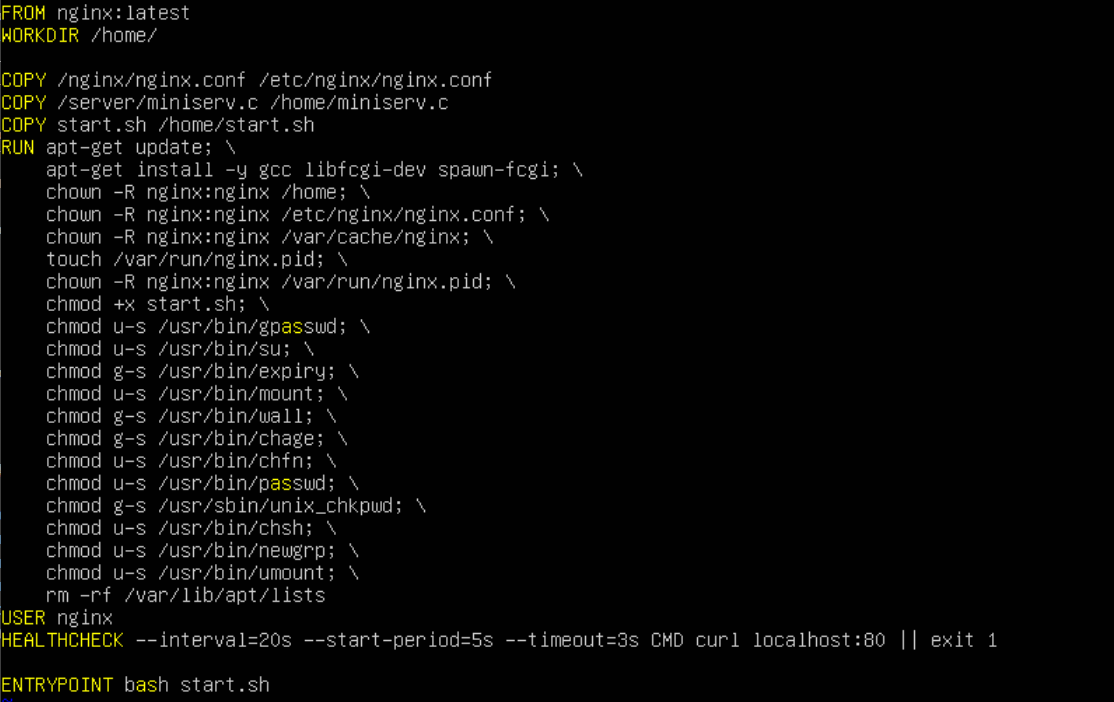 FROM nginx:latest
WORKDIR /home/
COPY /nginx/nginx.conf /etc/nginx/nginx.conf
COPY /server/miniserv.c /home/miniserv.c
COPY start.sh /home/start.sh
RUN apt-get update; \
    apt-get install -y gcc libfcgi-dev spawn-fcgi; \
    chown -R nginx:nginx /home; \
    chown -R nginx:nginx /etc/nginx/nginx.conf; \
    chown -R nginx:nginx /var/cache/nginx; \
    touch /var/run/nginx.pid; \
    chown -R nginx:nginx /var/run/nginx.pid; \
    chmod +x start.sh; \
    chmod u-s /usr/bin/gpasswd; \
    chmod u-s /usr/bin/su; \
    chmod g-s /usr/bin/expiry; \
    chmod u-s /usr/bin/mount; \
    chmod g-s /usr/bin/wall; \
    chmod g-s /usr/bin/chage; \
    chmod u-s /usr/bin/chfn; \
    chmod u-s /usr/bin/passwd; \
    chmod g-s /usr/sbin/unix_chkpwd; \
    chmod u-s /usr/bin/chsh; \
    chmod u-s /usr/bin/newgrp; \
    chmod u-s /usr/bin/umount; \
    rm -rf /var/lib/apt/lists
USER nginx
HEALTHCHECK --interval=20s --start-period=5s --timeout=3s CMD curl localhost:80 || exit 1
ENTRYPOINT bash start.sh